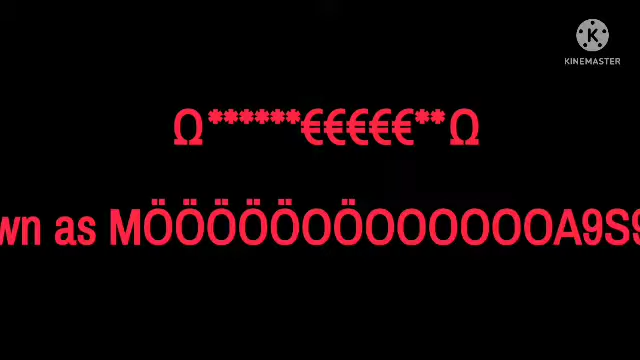 KINEMASTER
Ω******€€€€€**Ω
wn as MÖÖÖÖÖOÖOOOOOOA9S9